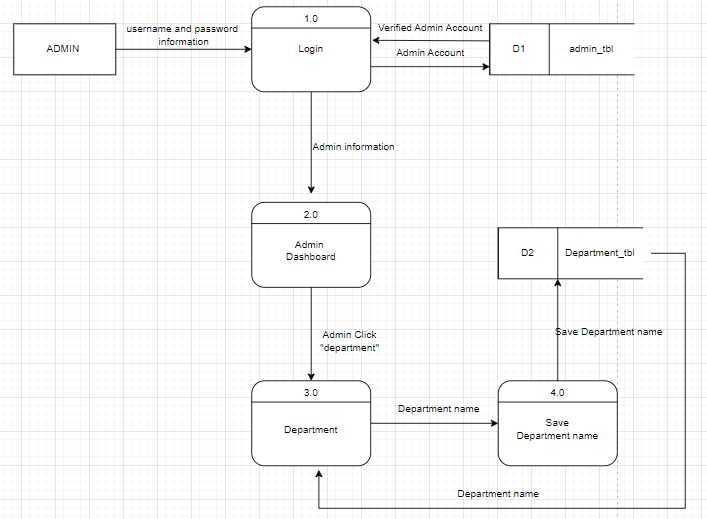 1.0
username and password
information
Verified Admin Account
ADMIN
Login
Admin Account
D1
admin_tbl
Admin information
2.0
Admin
Dashboard
D2
Department_tbl
Admin Click
"department"
Save Department name
3.0
4.0
Department name
Department
Save
Department name
Department name